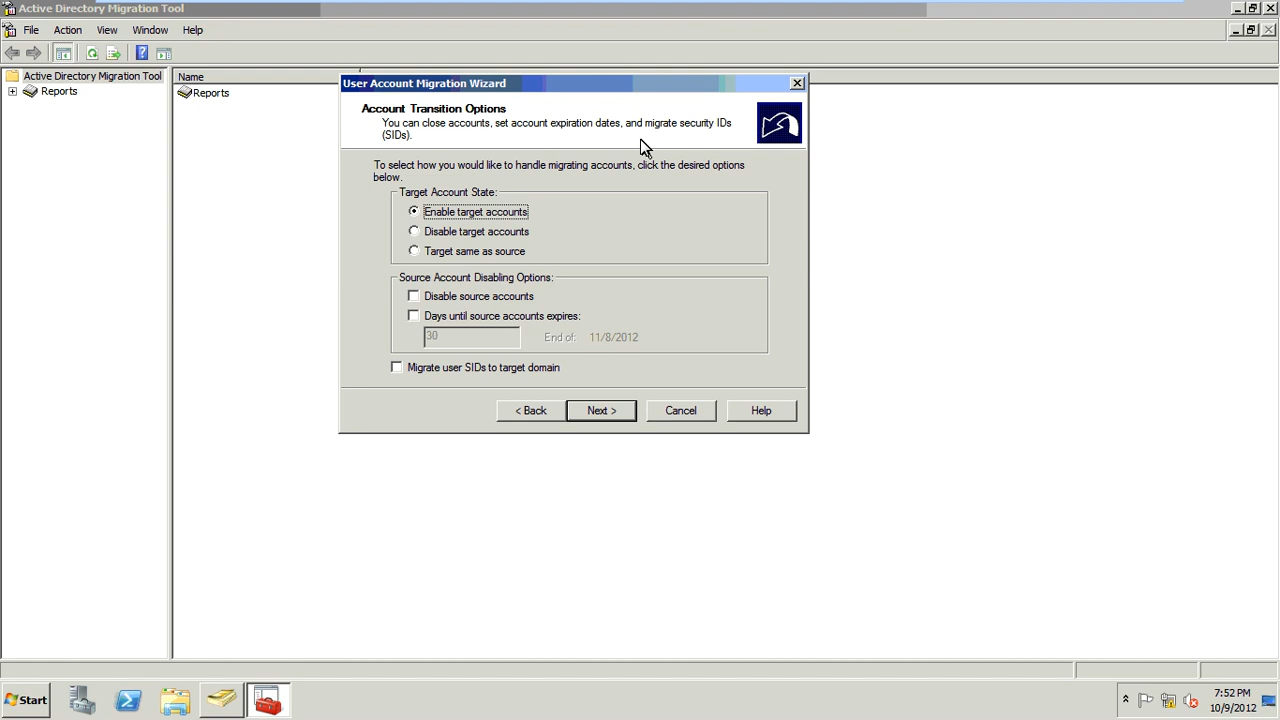 Active Directory Migration Tool
File Action View Window Help
Active Directory Migration Tool
Reports
Name
Reports
User Account Migration Wizard
Account Transition Options
You can close accounts, set account expiration dates, and migrate security IDs
(SIDs).
To select how you would like to handle migrating accounts, click the desired options
below.
Target Account State:
Enable target accounts
Disable target accounts
Target same as source
Source Account Disabling Options:
Disable source accounts
Days until source accounts expires:
30 End of: 11/8/2012
Migrate user SIDs to target domain
< Back Next > Cancel Help
Start
7:52 PM
10/9/2012